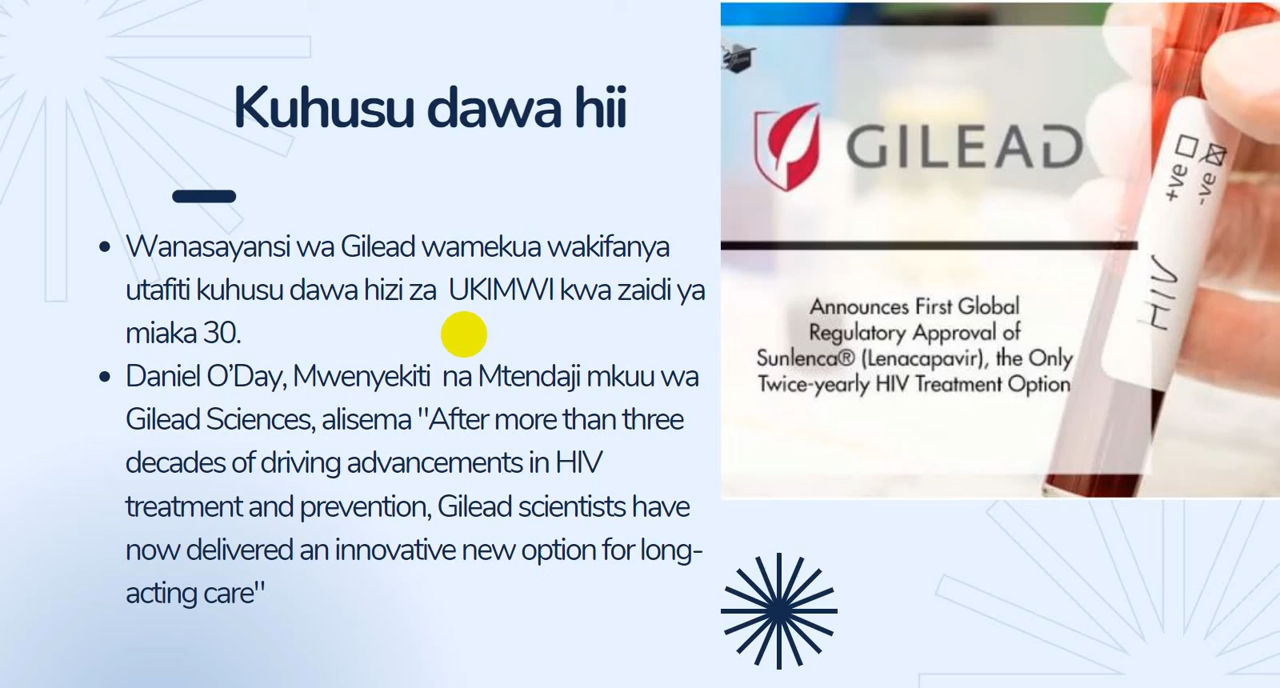 Kuhusu dawa hii
Wanasayansi wa Gilead wamekua wakifanya
utafiti kuhusu dawa hizi za UKIMWI kwa zaidi ya
miaka 30.
Daniel O'Day, Mwenyekiti na Mtendaji mkuu wa
Gilead Sciences, alisema "After more than three
decades of driving advancements in HIV
treatment and prevention, Gilead scientists have
now delivered an innovative new option for long-
acting care"
GILEAD
Announces First Global
Regulatory Approval of
Sunlenca® (Lenacapavir), the Only
Twice-yearly HIV Treatment Option
+ve
-ve
HIV